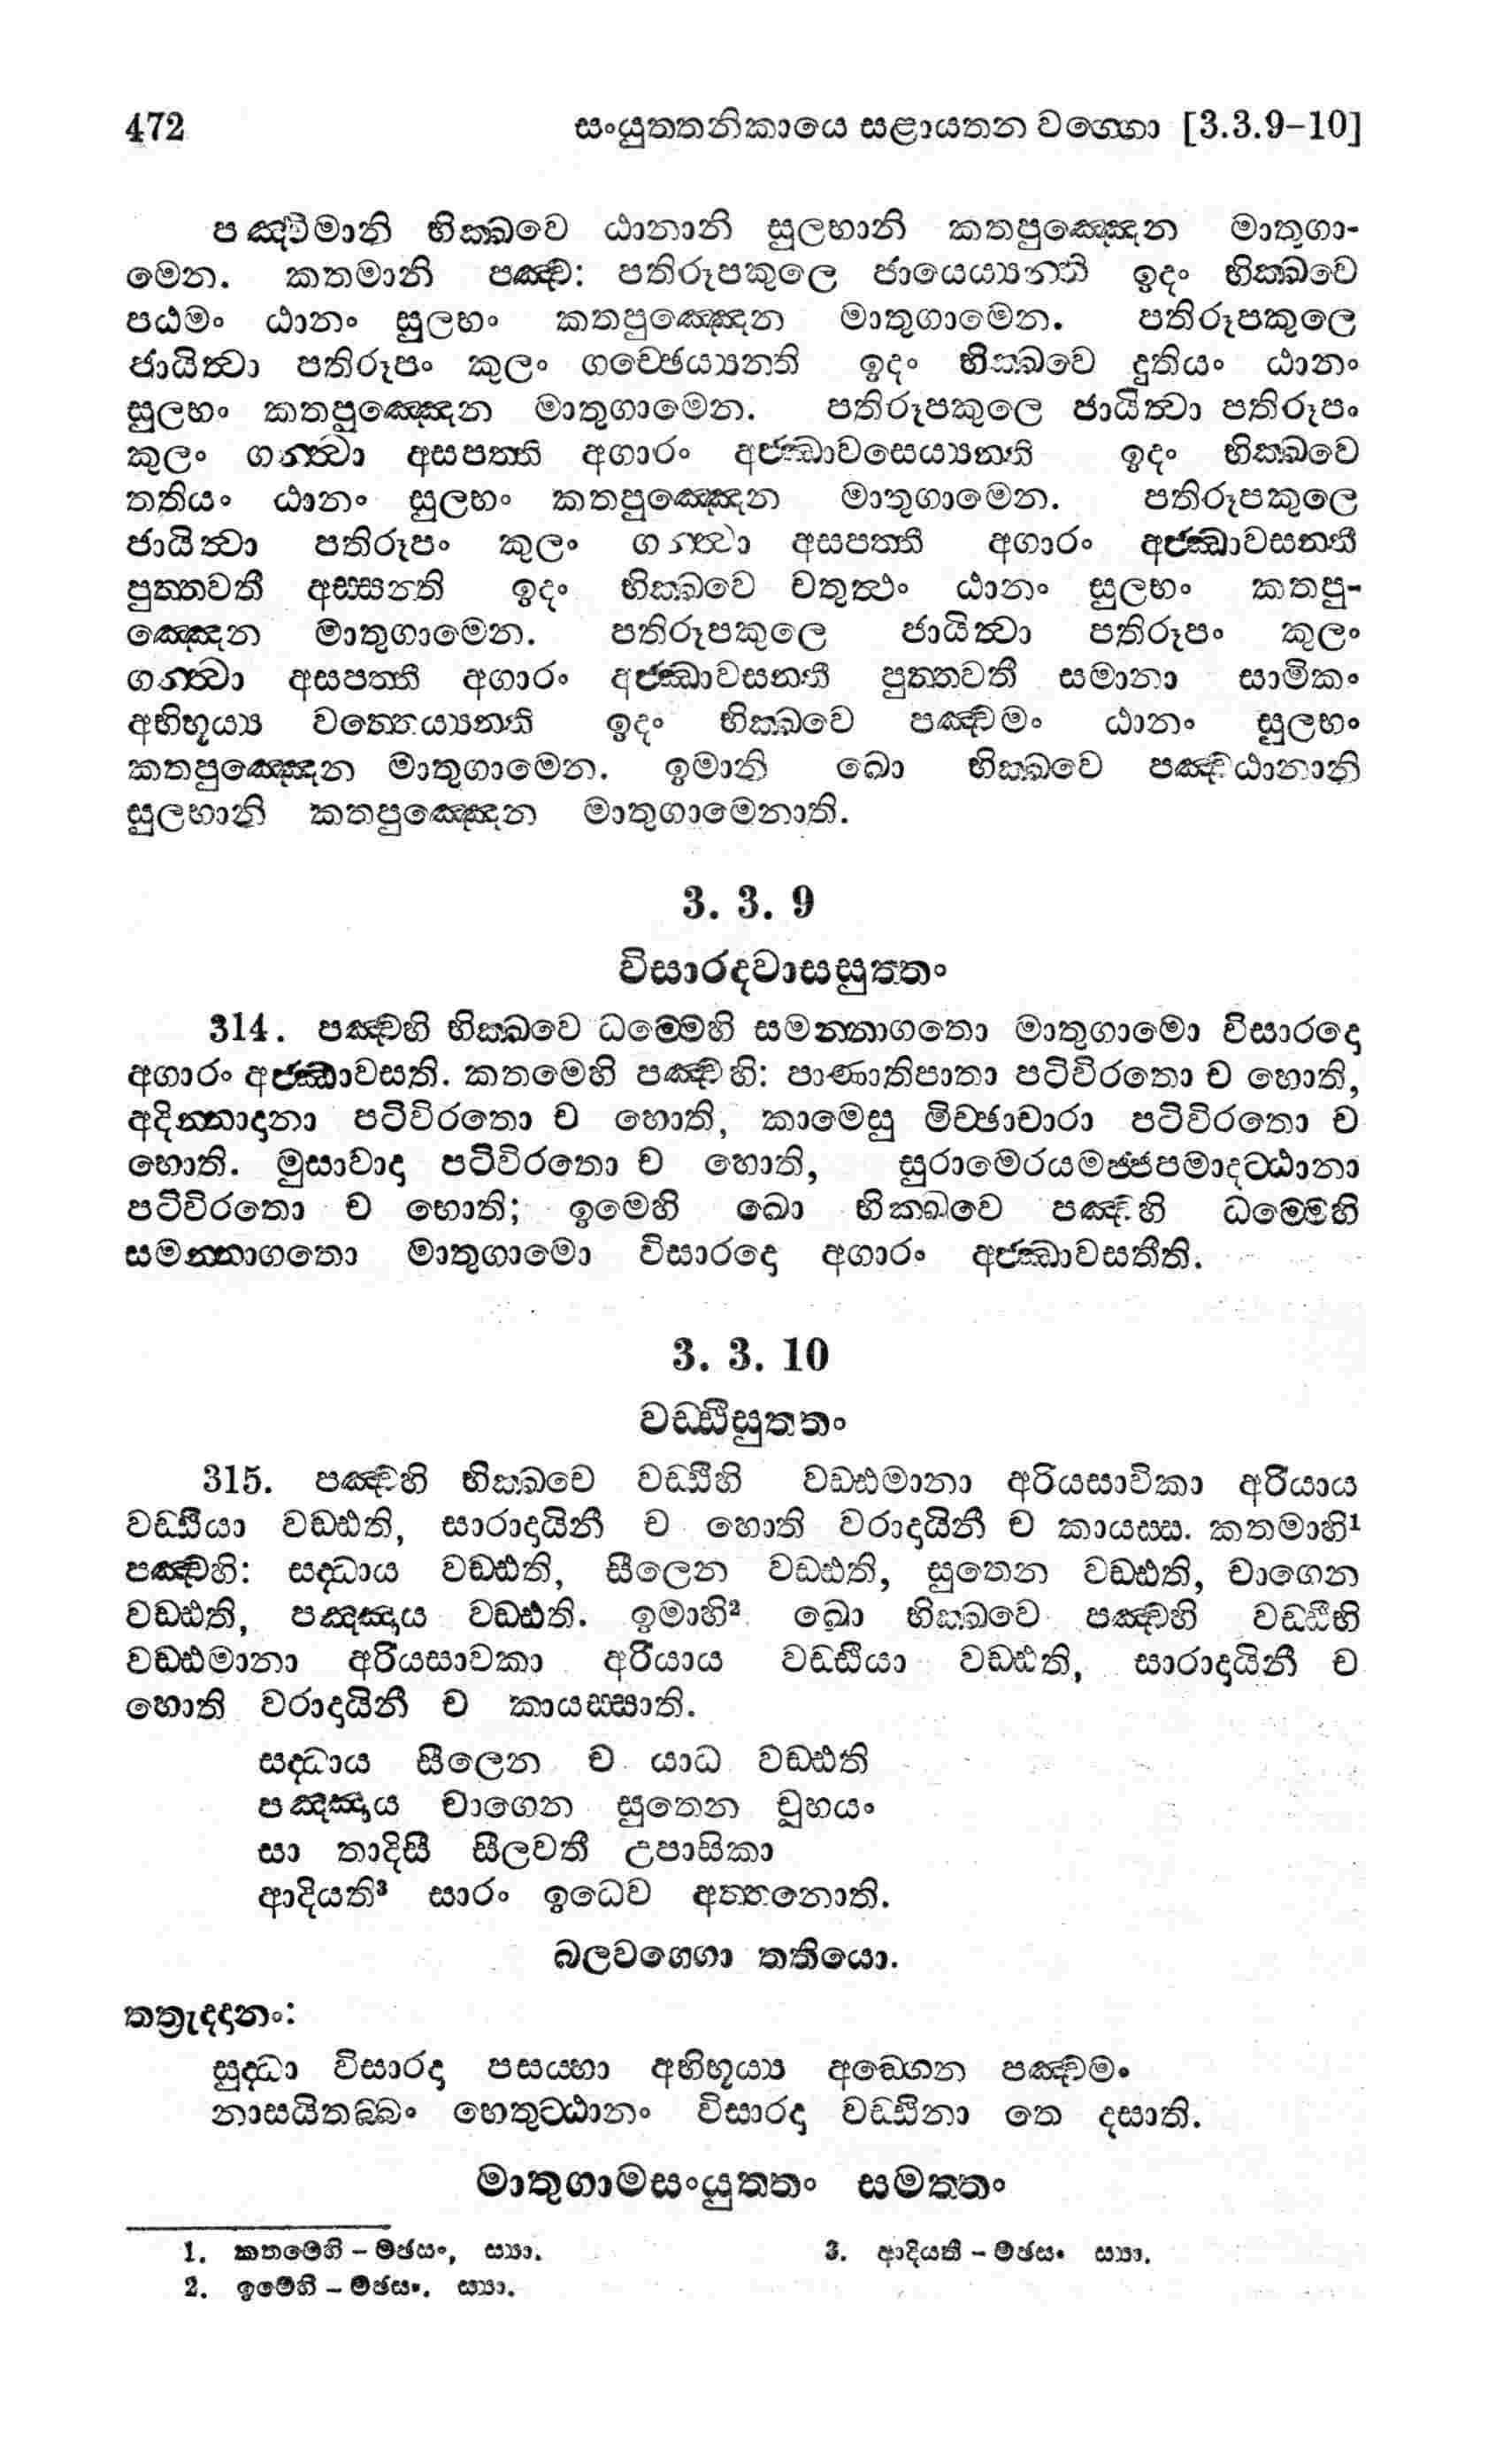 472 සංයුත්තනිකායෙ සළායතන වග්ගො [3.3.9-10]
පඤ්චිමානි භික්ඛවෙ ඨානානි සුලභානි කතපුඤ්ඤෙන මාතුගා-
මෙන. කතමානි පඤ්ච: පතිරූපකුලෙ ජායෙය්‍යන්ති ඉදං භික්ඛවෙ
පඨමං ඨානං සුලභං කතපුඤ්ඤෙන මාතුගාමෙන. පතිරූපකුලෙ
ජායිත්‍වා පතිරූපං කුලං ගච්ඡෙය්‍යන්ති ඉදං භික්ඛවෙ දුතියං ඨානං
සුලභං කතපුඤ්ඤෙන මාතුගාමෙන. පතිරූපකුලෙ ජායිත්‍වා පතිරූපං
කුලං ගන්ත්‍වා අසපත්ති අගාරං අජ්ඣාවසෙය්‍යන්ති ඉදං භික්ඛවෙ
තතියං ඨානං සුලභං කතපුඤ්ඤෙන මාතුගාමෙන. පතිරූපකුලෙ
ජායිත්‍වා පතිරූපං කුලං ගන්ත්‍වා අසපත්තී අගාරං අජ්ඣාවසන්තී
පුත්තවතී අස්සන්ති ඉදං භික්ඛවෙ චතුත්‍ථං ඨානං සුලභං කතපු-
ඤ්ඤෙන මාතුගාමෙන. පතිරූපකුලෙ ජායිත්‍වා පතිරූපං කුලං
ගන්ත්‍වා අසපත්තී අගාරං අජ්ඣාවසන්තී පුත්තවතී සමානා සාමිකං
අභිභූය්‍ය වත්තෙය්‍යන්ති ඉදං භික්ඛවෙ පඤ්චමං ඨානං සුලභං
කතපුඤ්ඤෙන මාතුගාමෙන. ඉමානි ඛො භික්ඛවෙ පඤ්චඨානානි
සුලභානි කතපුඤ්ඤෙන මාතුගාමෙනාති.
3. 3. 9
විසාරදවාසසුත්තං
314. පඤ්චහි භික්ඛවෙ ධම්මෙහි සමන්නාගතො මාතුගාමො විසාරදො
අගාරං අජ්ඣාවසති. කතමෙහි පඤ්චහි: පාණාතිපාතා පටිවිරතො ච හොති,
අදින්නාදානා පටිවිරතො ච හොති, කාමෙසු මිච්ඡාචාරා පටිවිරතො ච
හොති. මුසාවාදා පටිවිරතො ච හොති, සුරාමෙරයමජ්ජපමාදට්ඨානා
පටිවිරතො ච හොති; ඉමෙහි ඛො භික්ඛවෙ පඤ්චහි ධම්මෙහි
සමන්නාගතො මාතුගාමො විසාරදො අගාරං අජ්ඣාවසතීති.
3. 3. 10
වඩ්ඪීසුත්තං
315. පඤ්චහි භික්ඛවෙ වඩ්ඪීහි වඩ්ඪමානා අරියසාවිකා අරියාය
වඩ්ඪියා වඩ්ඪති, සාරාදායිනී ච හොති වරාදායිනී ච කායස්ස. කතමාහි¹
පඤ්චහි: සද්ධාය වඩ්ඪති, සීලෙන වඩ්ඪති, සුතෙන වඩ්ඪති, චාගෙන
වඩ්ඪති, පඤ්ඤාය වඩ්ඪති. ඉමාහි² ඛො භික්ඛවෙ පඤ්චහි වඩ්ඪීහි
වඩ්ඪමානා අරියසාවකා අරියාය වඩ්ඪියා වඩ්ඪති, සාරාදායිනී ච
හොති වරාදායිනී ච කායස්සාති.
සද්ධාය සීලෙන ච යාධ වඩ්ඪති
පඤ්ඤාය චාගෙන සුතෙන චූභයං
සා තාදිසී සීලවතී උපාසිකා
ආදියති³ සාරං ඉධෙව අත්තනොති.
බලවග්ගො තතියො.
තත්‍රැද්දානං:
සුද්ධා විසාරදා පසය්හා අභිභූය්‍ය අඞ්ගෙන පඤ්චමං
නාසයිතබ්බං හෙතුට්ඨානං විසාරදා වඩ්ඪිනා තෙ දසාති.
මාතුගාමසංයුත්තං සමත්තං
1. කතමෙහි - මඡසං, ස්‍යා.
2. ඉමෙහි - මඡසං. ස්‍යා.
3. ආදියතී - මඡසං ස්‍යා.